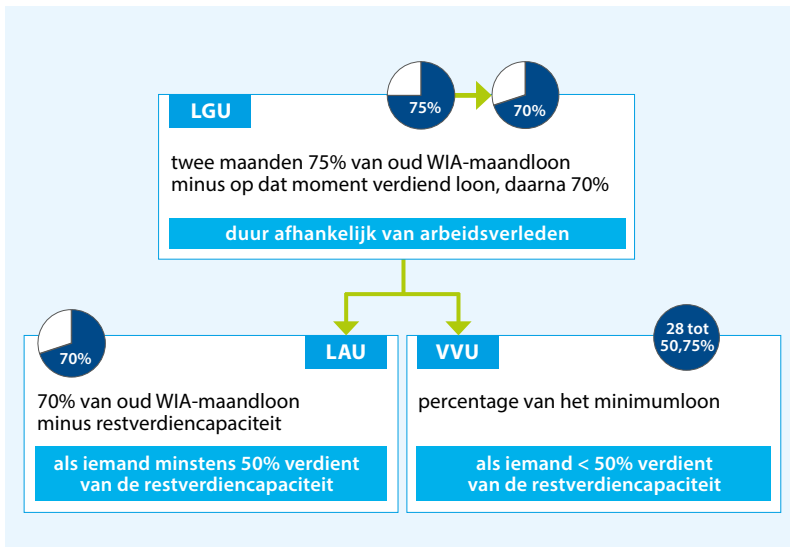 LGU
75%
70%
twee maanden 75% van oud WIA-maandloon
minus op dat moment verdiend loon, daarna 70%
duur afhankelijk van arbeidsverleden
70%
LAU
70% van oud WIA-maandloon
minus restverdiencapaciteit
als iemand minstens 50% verdient
van de restverdiencapaciteit
VVU
28 tot
50,75%
percentage van het minimumloon
als iemand < 50% verdient
van de restverdiencapaciteit